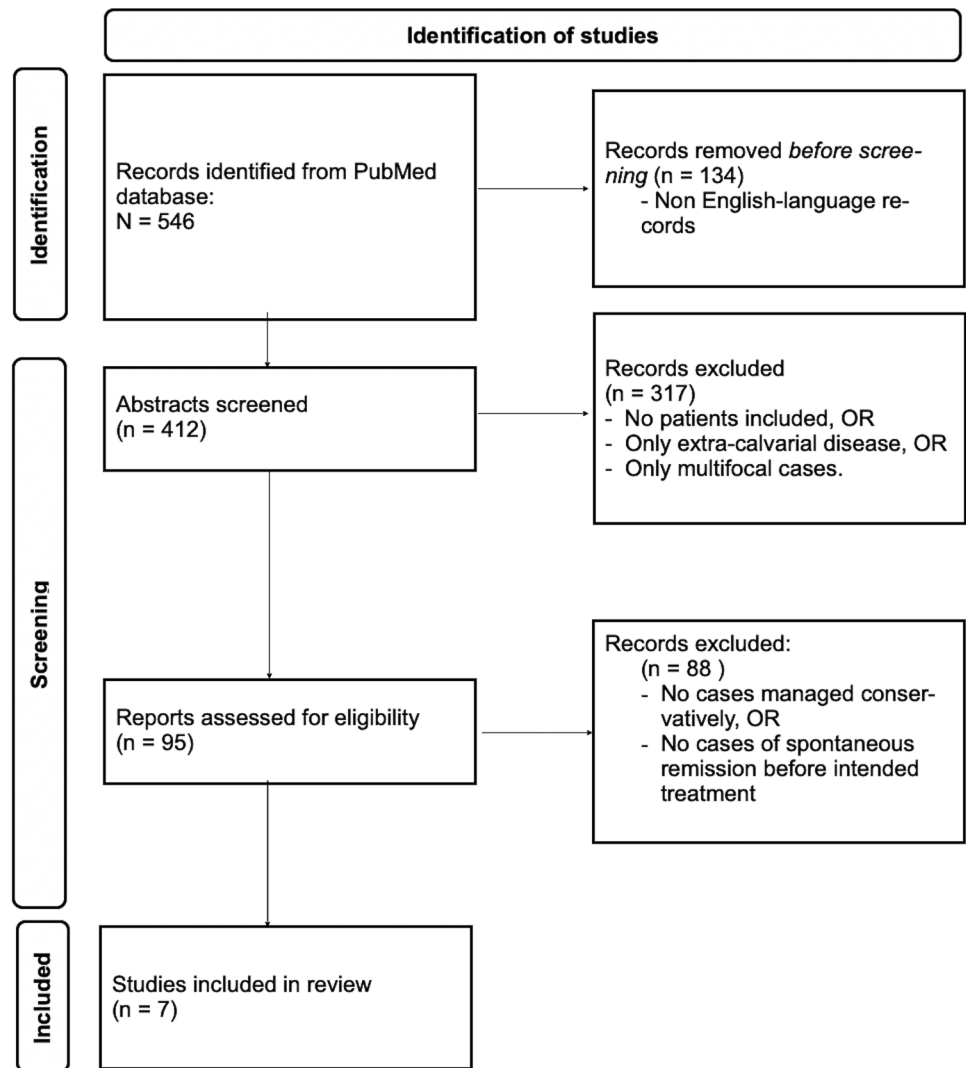 Identification of studies
Identification
Records identified from PubMed
database:
N = 546
Records removed before scree-
ning (n = 134)
- Non English-language re-
cords
Screening
Abstracts screened
(n = 412)
Records excluded
(n = 317)
- No patients included, OR
- Only extra-calvarial disease, OR
- Only multifocal cases.
Reports assessed for eligibility
(n = 95)
Records excluded:
(n = 88 )
- No cases managed conser-
vatively, OR
- No cases of spontaneous
remission before intended
treatment
Included
Studies included in review
(n = 7)